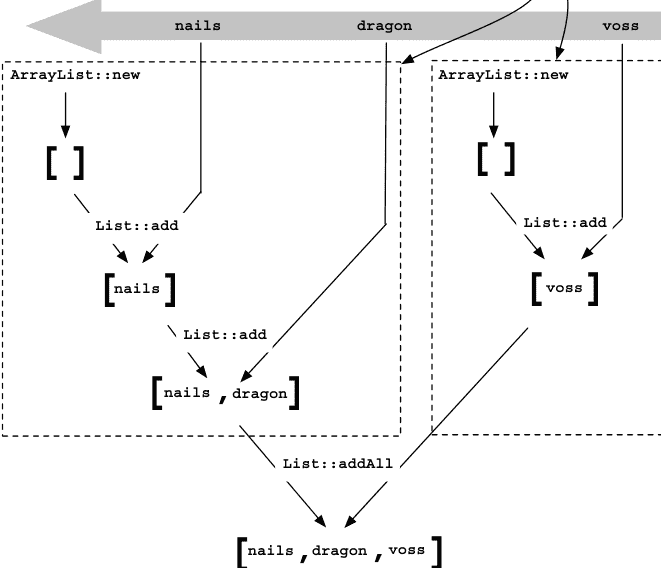 nails dragon voss
ArrayList::new ArrayList::new
[ ] [ ]
List::add List::add
[nails] [voss]
List::add
[nails ,dragon]
List::addAll
[nails ,dragon ,voss]